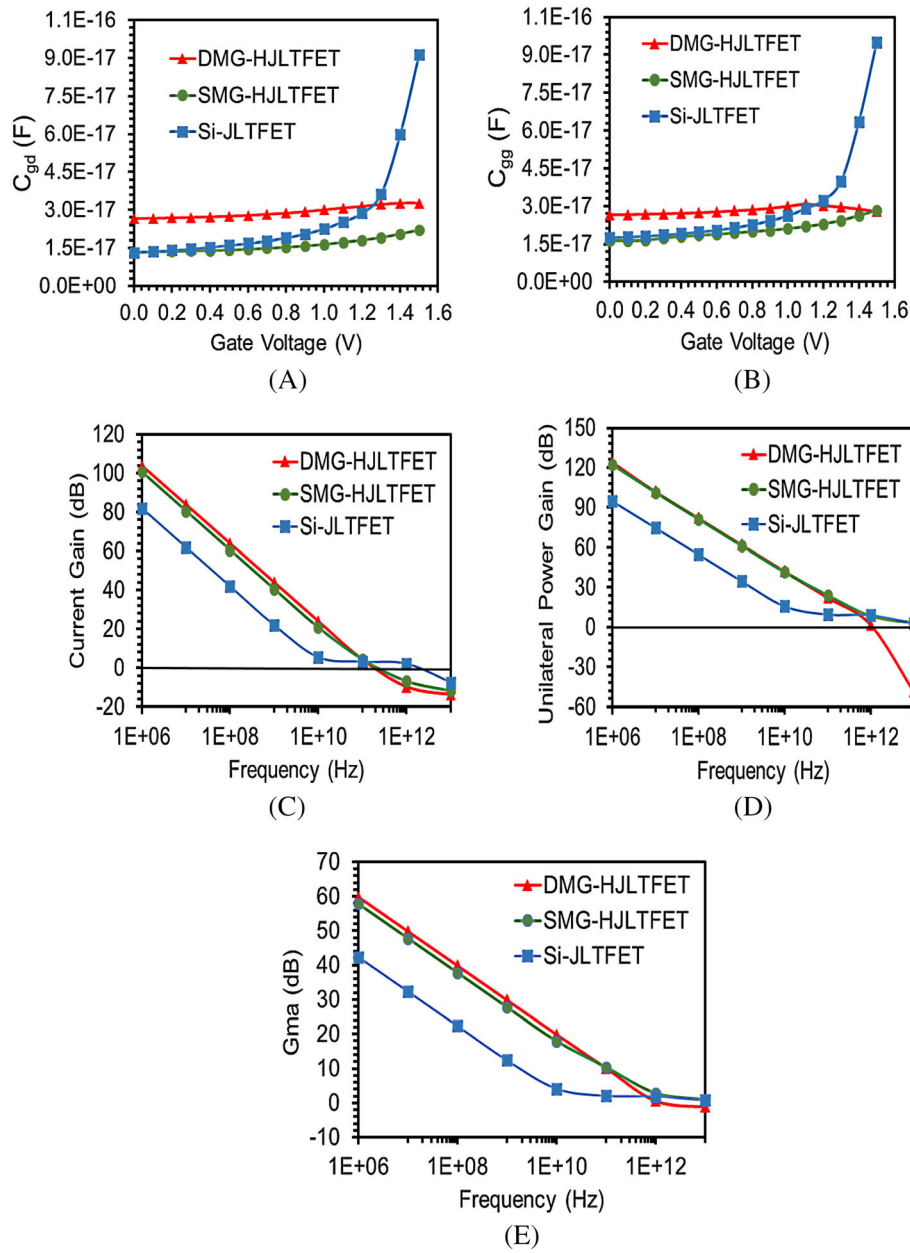 1.1E-16
9.0E-17
7.5E-17
6.0E-17
4.5E-17
3.0E-17
1.5E-17
0.0E+00
Cgd (F)
DMG-HJLTFET
SMG-HJLTFET
Si-JLTFET
0.0 0.2 0.4 0.6 0.8 1.0 1.2 1.4 1.6
Gate Voltage (V)
(A)
1.1E-16
9.0E-17
7.5E-17
6.0E-17
4.5E-17
3.0E-17
1.5E-17
0.0E+00
Cgg (F)
DMG-HJLTFET
SMG-HJLTFET
Si-JLTFET
0.0 0.2 0.4 0.6 0.8 1.0 1.2 1.4 1.6
Gate Voltage (V)
(B)
120
100
80
60
40
20
0
-20
Current Gain (dB)
DMG-HJLTFET
SMG-HJLTFET
Si-JLTFET
1E+06 1E+08 1E+10 1E+12
Frequency (Hz)
(C)
150
120
90
60
30
0
-30
-60
Unilateral Power Gain (dB)
DMG-HJLTFET
SMG-HJLTFET
Si-JLTFET
1E+06 1E+08 1E+10 1E+12
Frequency (Hz)
(D)
70
60
50
40
30
20
10
0
-10
Gma (dB)
DMG-HJLTFET
SMG-HJLTFET
Si-JLTFET
1E+06 1E+08 1E+10 1E+12
Frequency (Hz)
(E)